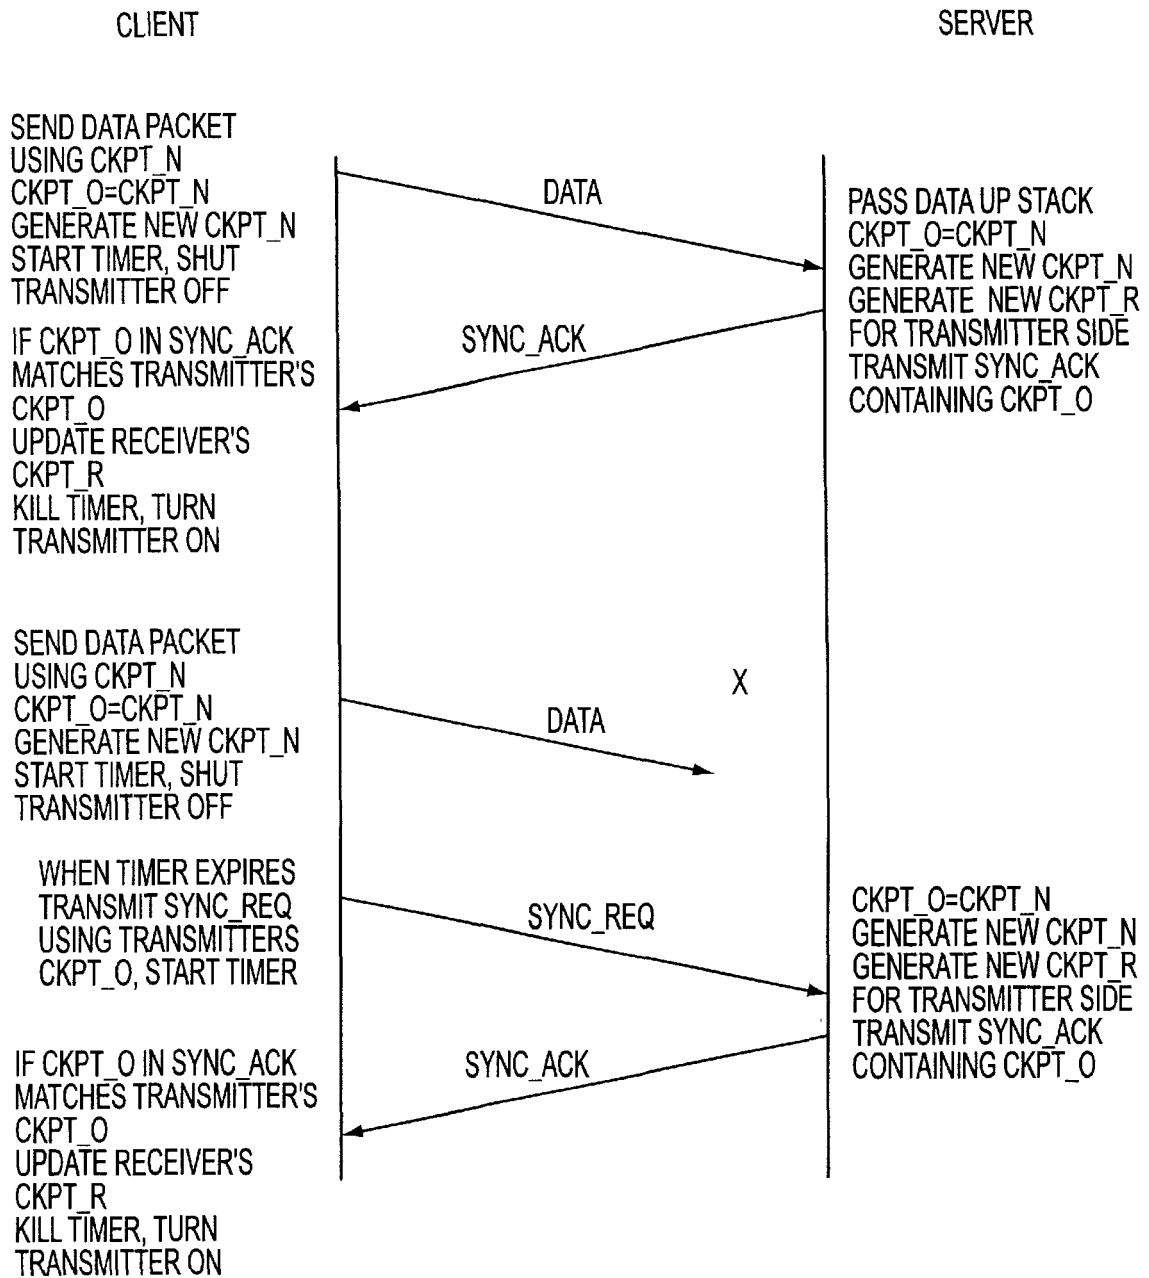 CLIENT
SERVER
SEND DATA PACKET
USING CKPT_N
CKPT_O=CKPT_N
GENERATE NEW CKPT_N
START TIMER, SHUT
TRANSMITTER OFF
DATA
PASS DATA UP STACK
CKPT_O=CKPT_N
GENERATE NEW CKPT_N
GENERATE NEW CKPT_R
FOR TRANSMITTER SIDE
TRANSMIT SYNC_ACK
CONTAINING CKPT_O
SYNC_ACK
IF CKPT_O IN SYNC_ACK
MATCHES TRANSMITTER'S
CKPT_O
UPDATE RECEIVER'S
CKPT_R
KILL TIMER, TURN
TRANSMITTER ON
SEND DATA PACKET
USING CKPT_N
CKPT_O=CKPT_N
GENERATE NEW CKPT_N
START TIMER, SHUT
TRANSMITTER OFF
DATA
X
WHEN TIMER EXPIRES
TRANSMIT SYNC_REQ
USING TRANSMITTERS
CKPT_O, START TIMER
SYNC_REQ
CKPT_O=CKPT_N
GENERATE NEW CKPT_N
GENERATE NEW CKPT_R
FOR TRANSMITTER SIDE
TRANSMIT SYNC_ACK
CONTAINING CKPT_O
SYNC_ACK
IF CKPT_O IN SYNC_ACK
MATCHES TRANSMITTER'S
CKPT_O
UPDATE RECEIVER'S
CKPT_R
KILL TIMER, TURN
TRANSMITTER ON